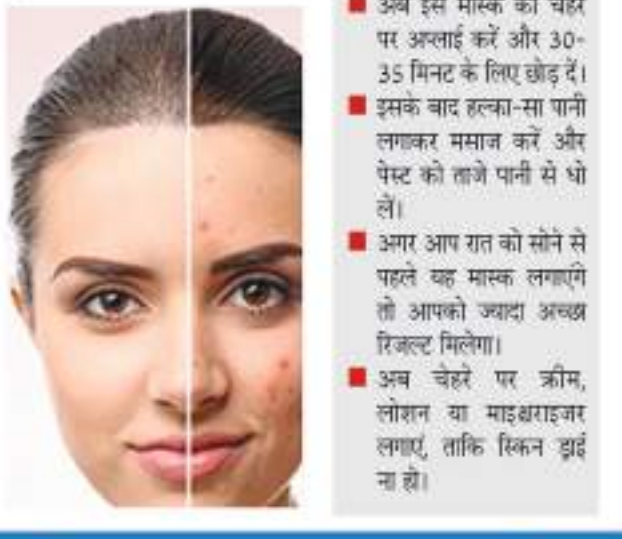 अब इस मास्क को चेहरे
पर अप्लाई करें और 30-
35 मिनट के लिए छोड़ दें।
इसके बाद हल्का-सा पानी
लगाकर मसाज करें और
पेस्ट को ताजे पानी से धो
लें।
अगर आप रात को सोने से
पहले यह मास्क लगाएंगे
तो आपको ज्यादा अच्छा
रिजल्ट मिलेगा।
अब चेहरे पर क्रीम,
लोशन या माइश्चराइजर
लगाएं, ताकि स्किन ड्राई
ना हो।